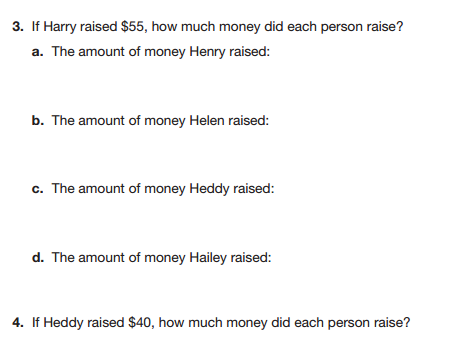 3. If Harry raised $55, how much money did each person raise?
a. The amount of money Henry raised:
b. The amount of money Helen raised:
c. The amount of money Heddy raised:
d. The amount of money Hailey raised:
4. If Heddy raised $40, how much money did each person raise?